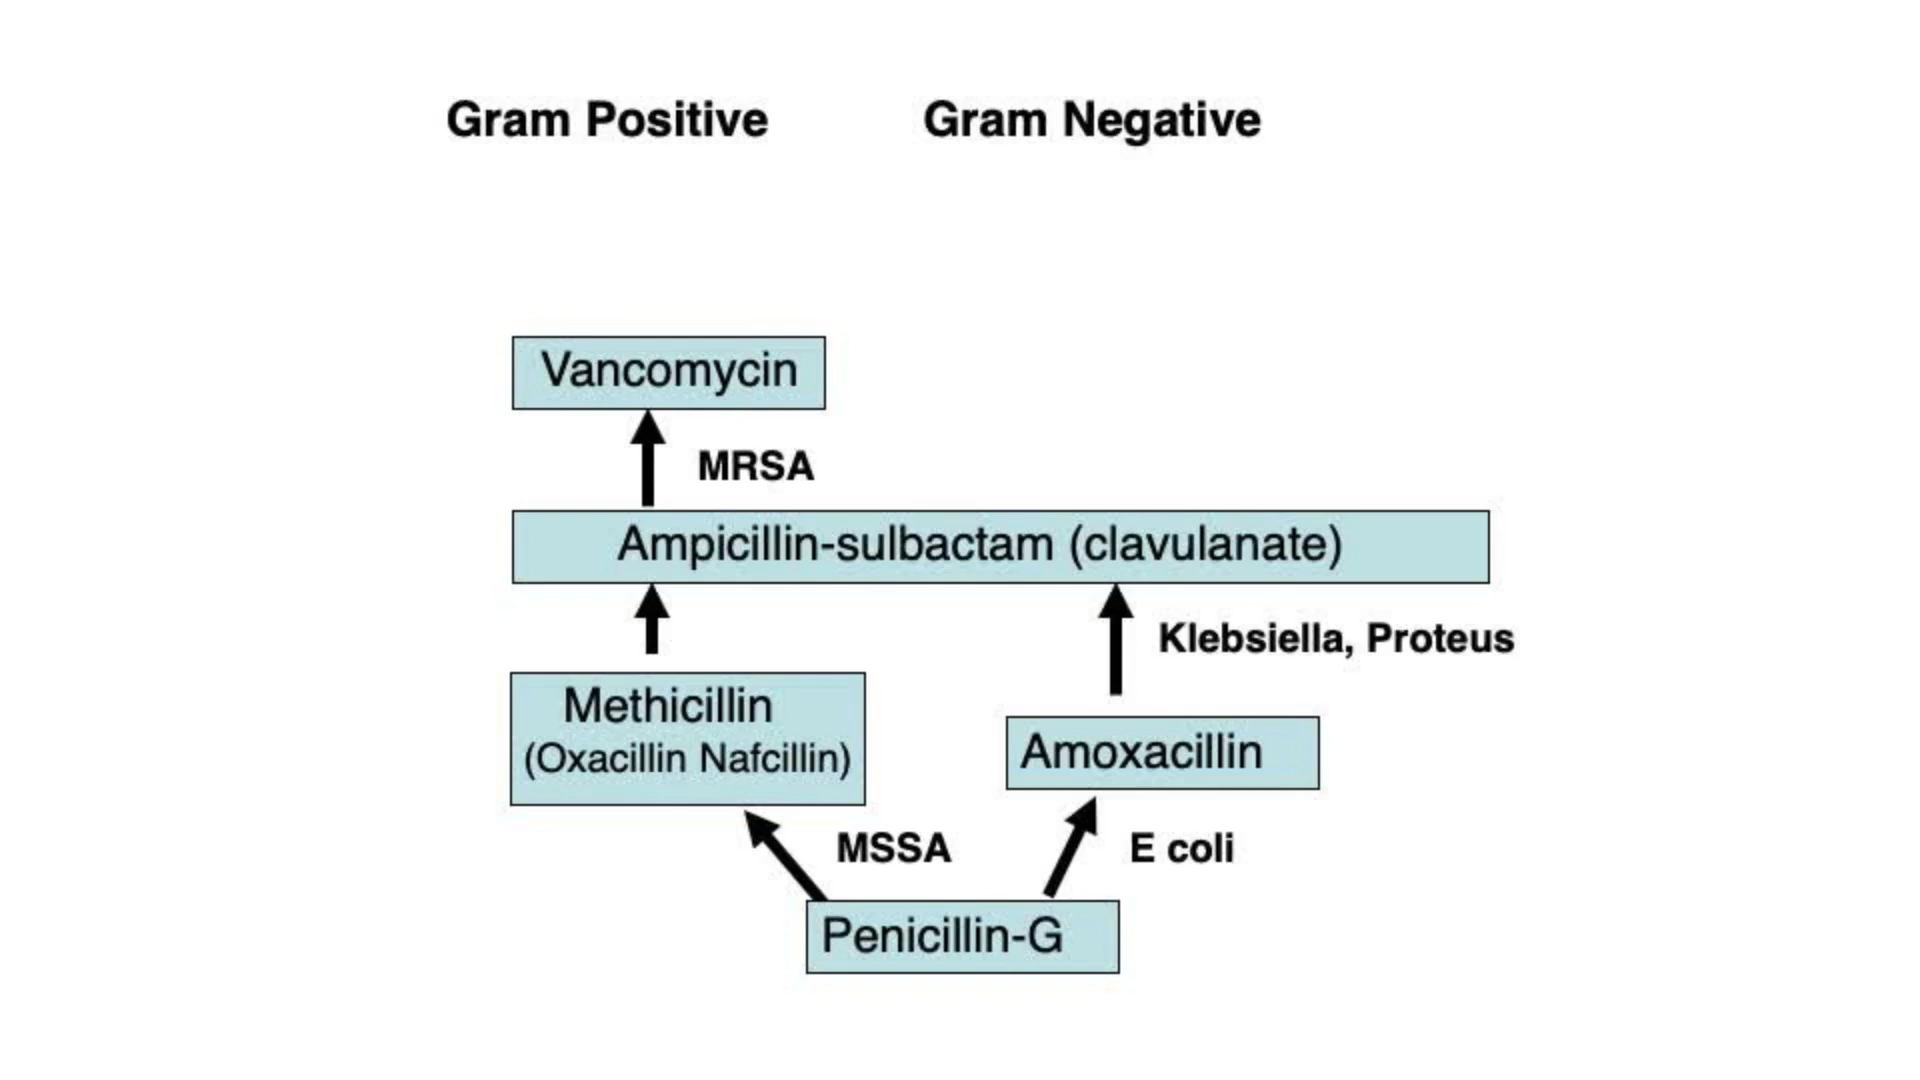 Gram Positive
Gram Negative
Vancomycin
MRSA
Ampicillin-sulbactam (clavulanate)
Klebsiella, Proteus
Methicillin
(Oxacillin Nafcillin)
Amoxacillin
MSSA
E coli
Penicillin-G